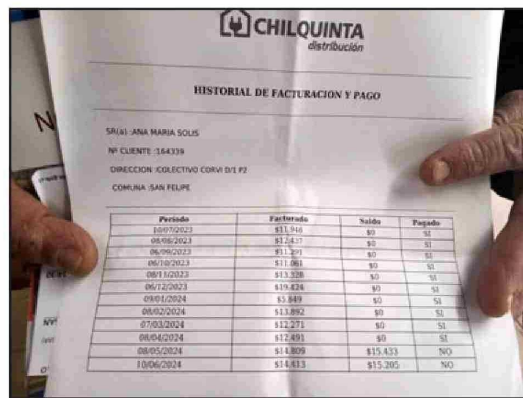 CHILQUINTA
distribución
HISTORIAL DE FACTURACION Y PAGO
SR(a) :ANA MARIA SOLIS
Nº CLIENTE :164339
DIRECCION :COLECTIVO CORVI D/1 P2
COMUNA :SAN FELIPE
Periodo Facturado Saldo Pagado
10/07/2023 $11.948 $0 SI
08/08/2023 $12.437 $0 SI
06/09/2023 $11.291 $0 SI
06/10/2023 $11.061 $0 SI
08/11/2023 $13.328 $0 SI
06/12/2023 $19.424 $0 SI
09/01/2024 $3.849 $0 SI
08/02/2024 $13.892 $0 SI
07/03/2024 $12.271 $0 SI
08/04/2024 $12.491 $0 SI
08/05/2024 $14.809 $15.433 NO
10/06/2024 $14.413 $15.205 NO